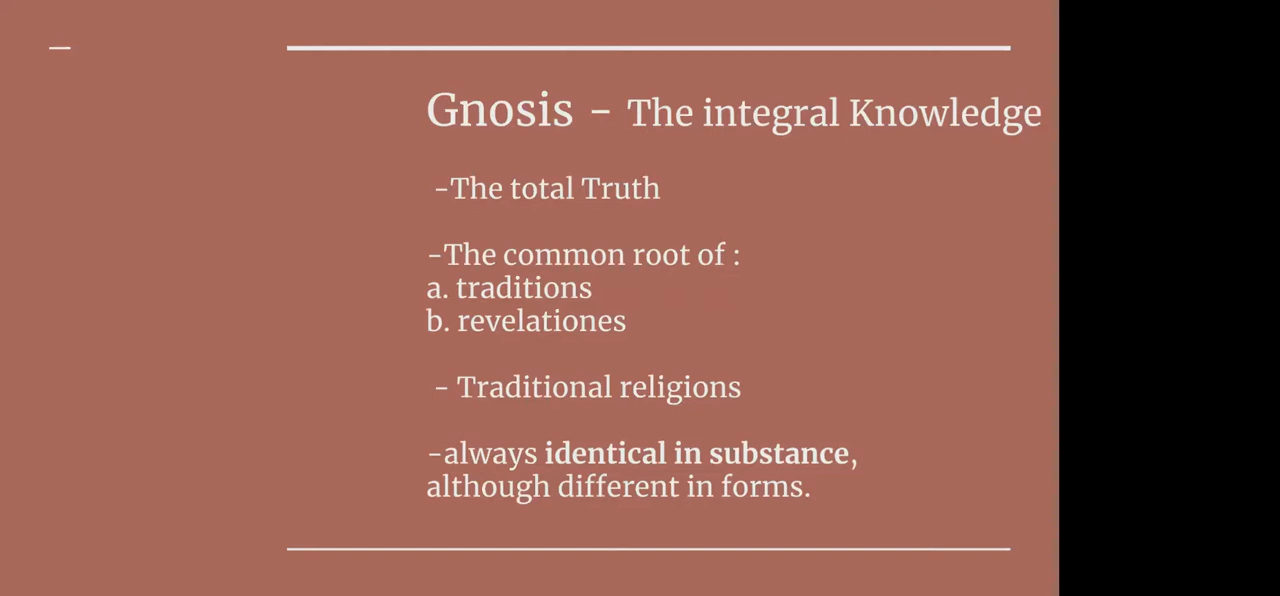 Gnosis - The integral Knowledge
-The total Truth
-The common root of :
a. traditions
b. revelationes
- Traditional religions
-always identical in substance,
although different in forms.